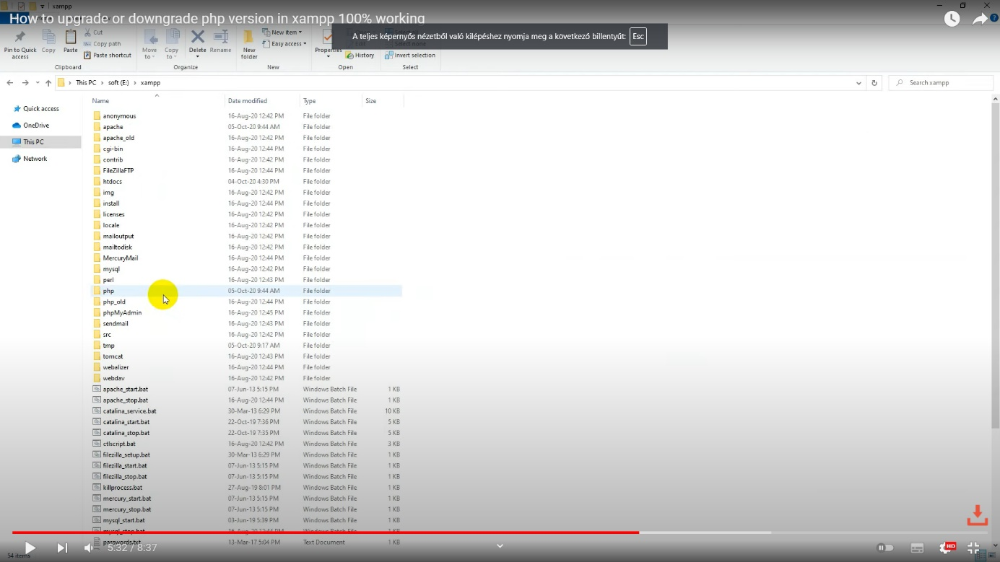 xampp
How to upgrade or downgrade php version in xampp 100% working
A teljes képernyős nézetből való kilépéshez nyomja meg a következő billentyűt: Esc
Pin to Quick access
Copy
Paste
Cut
Copy path
Paste shortcut
Clipboard
Move to
Copy to
Delete
Rename
Organize
New folder
New item
Easy access
New
Properties
History
Open
Select none
Invert selection
Select
This PC > soft (E:) > xampp
Search xampp
Quick access
OneDrive
This PC
Network
Name Date modified Type Size
anonymous 16-Aug-20 12:42 PM File folder
apache 05-Oct-20 9:44 AM File folder
apache_old 16-Aug-20 12:42 PM File folder
cgi-bin 16-Aug-20 12:44 PM File folder
contrib 16-Aug-20 12:42 PM File folder
FileZillaFTP 16-Aug-20 12:44 PM File folder
htdocs 04-Oct-20 4:30 PM File folder
img 16-Aug-20 12:42 PM File folder
install 16-Aug-20 12:44 PM File folder
licenses 16-Aug-20 12:42 PM File folder
locale 16-Aug-20 12:42 PM File folder
mailoutput 16-Aug-20 12:42 PM File folder
mailtodisk 16-Aug-20 12:42 PM File folder
MercuryMail 16-Aug-20 12:44 PM File folder
mysql 16-Aug-20 12:42 PM File folder
perl 16-Aug-20 12:43 PM File folder
php 05-Oct-20 9:44 AM File folder
php_old 16-Aug-20 12:44 PM File folder
phpMyAdmin 16-Aug-20 12:45 PM File folder
sendmail 16-Aug-20 12:43 PM File folder
src 16-Aug-20 12:42 PM File folder
tmp 05-Oct-20 9:17 AM File folder
tomcat 16-Aug-20 12:43 PM File folder
webalizer 16-Aug-20 12:44 PM File folder
webdav 16-Aug-20 12:42 PM File folder
apache_start.bat 07-Jun-13 5:15 PM Windows Batch File 1 KB
apache_stop.bat 16-Aug-20 12:44 PM Windows Batch File 1 KB
catalina_service.bat 30-Mar-13 6:29 PM Windows Batch File 10 KB
catalina_start.bat 22-Oct-19 7:36 PM Windows Batch File 5 KB
catalina_stop.bat 22-Oct-19 7:35 PM Windows Batch File 5 KB
ctlscript.bat 16-Aug-20 12:42 PM Windows Batch File 3 KB
filezilla_setup.bat 30-Mar-13 6:29 PM Windows Batch File 1 KB
filezilla_start.bat 07-Jun-13 5:15 PM Windows Batch File 1 KB
filezilla_stop.bat 07-Jun-13 5:15 PM Windows Batch File 1 KB
killprocess.bat 27-Aug-19 8:01 PM Windows Batch File 1 KB
mercury_start.bat 07-Jun-13 5:15 PM Windows Batch File 1 KB
mercury_stop.bat 07-Jun-13 5:15 PM Windows Batch File 1 KB
mysql_start.bat 03-Jun-19 5:39 PM Windows Batch File 1 KB
mysql_stop.bat 16-Aug-20 12:44 PM Windows Batch File 1 KB
passwords.txt 13-Mar-17 5:04 PM Text Document 1 KB
5:32 / 8:37
HD
54 items